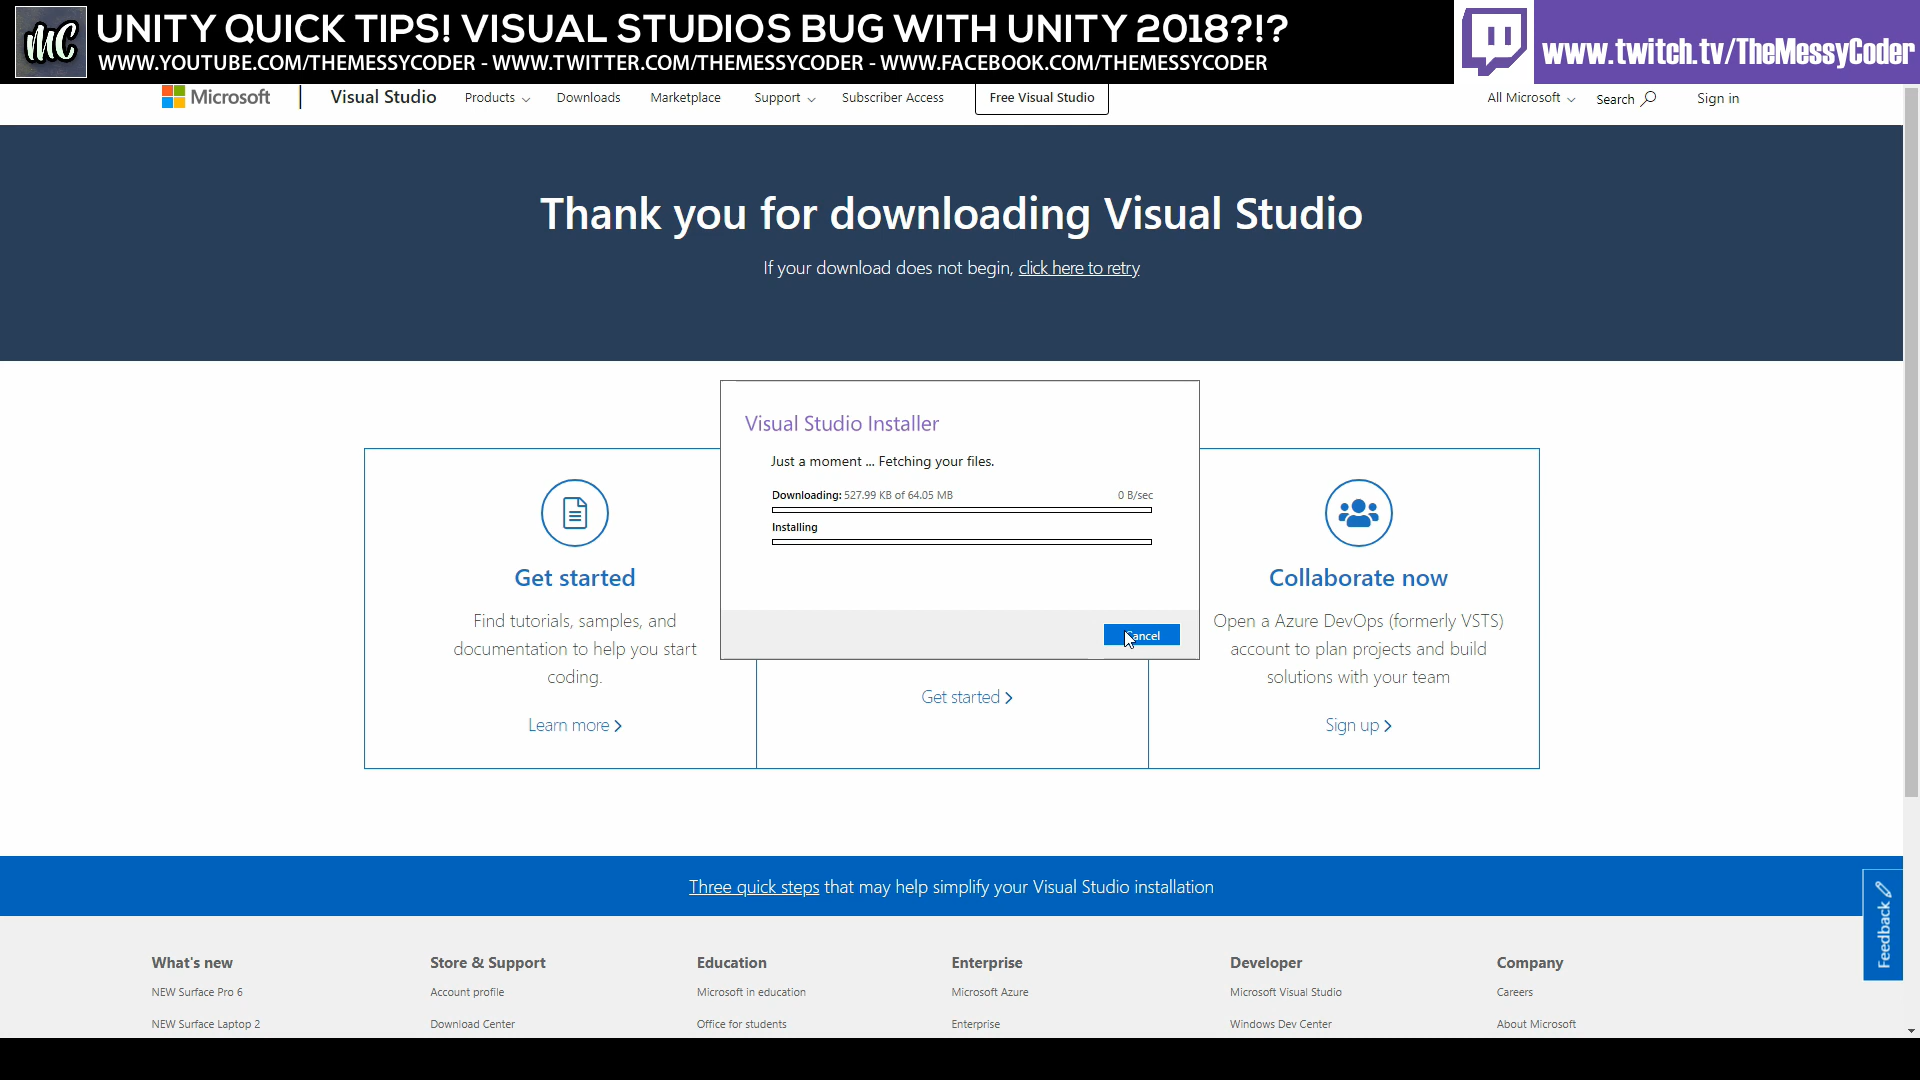 MC
UNITY QUICK TIPS! VISUAL STUDIOS BUG WITH UNITY 2018?!?
WWW.YOUTUBE.COM/THEMESSYCODER - WWW.TWITTER.COM/THEMESSYCODER - WWW.FACEBOOK.COM/THEMESSYCODER
www.twitch.tv/TheMessyCoder
Microsoft Visual Studio Products Downloads Marketplace Support Subscriber Access Free Visual Studio All Microsoft Search Sign in
Thank you for downloading Visual Studio
If your download does not begin, click here to retry
Visual Studio Installer
Just a moment ... Fetching your files.
Downloading: 527.99 KB of 64.05 MB 0 B/sec
Installing
Cancel
Get started
Find tutorials, samples, and
documentation to help you start
coding.
Learn more
Get started
Collaborate now
Open a Azure DevOps (formerly VSTS)
account to plan projects and build
solutions with your team
Sign up
Three quick steps that may help simplify your Visual Studio installation
Feedback
What's new
NEW Surface Pro 6
NEW Surface Laptop 2
Store & Support
Account profile
Download Center
Education
Microsoft in education
Office for students
Enterprise
Microsoft Azure
Enterprise
Developer
Microsoft Visual Studio
Windows Dev Center
Company
Careers
About Microsoft